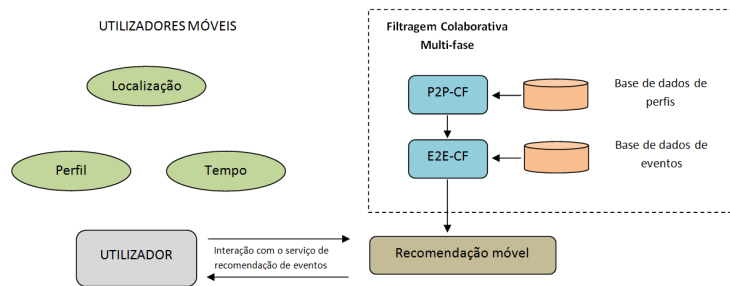 UTILIZADORES MÓVEIS
Filtragem Colaborativa
Multi-fase
Localização
P2P-CF
Base de dados de
perfis
Perfil
Tempo
E2E-CF
Base de dados de
eventos
UTILIZADOR
Interação com o serviço de
recomendação de eventos
Recomendação móvel